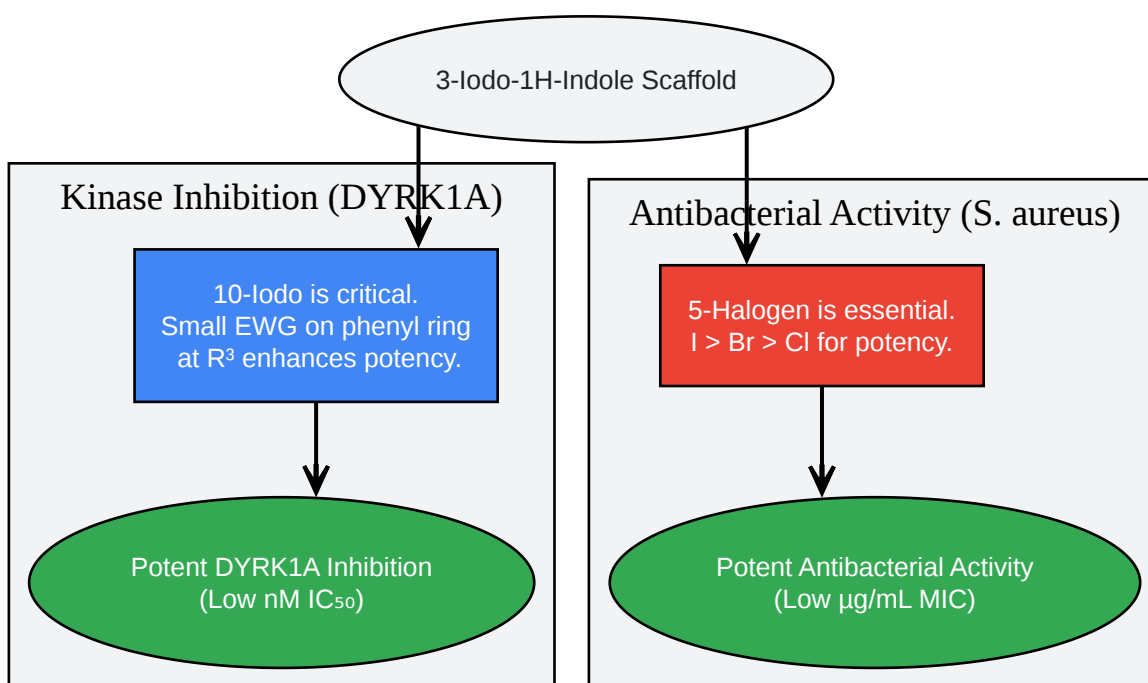 3-Iodo-1H-Indole Scaffold
Kinase Inhibition (DYRK1A)
10-Iodo is critical.
Small EWG on phenyl ring
at R³ enhances potency.
Potent DYRK1A Inhibition
(Low nM IC₅₀)
Antibacterial Activity (S. aureus)
5-Halogen is essential.
I > Br > Cl for potency.
Potent Antibacterial Activity
(Low µg/mL MIC)